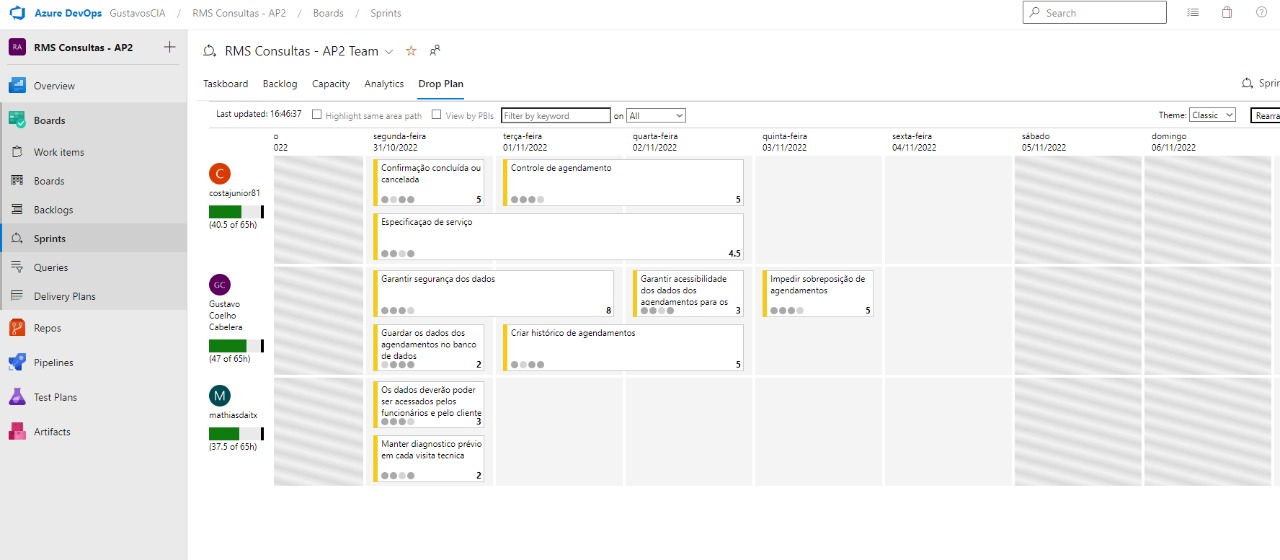 Azure DevOps GustavosCIA / RMS Consultas - AP2 / Boards / Sprints
Search
RA RMS Consultas - AP2
Overview
Boards
Work items
Boards
Backlogs
Sprints
Queries
Delivery Plans
Repos
Pipelines
Test Plans
Artifacts
RMS Consultas - AP2 Team
Taskboard Backlog Capacity Analytics Drop Plan
Sprin
Last updated: 16:46:37 Highlight same area path View by PBIs Filter by keyword on All
Theme: Classic Rearra
o segunda-feira terça-feira quarta-feira quinta-feira sexta-feira sábado domingo
022 31/10/2022 01/11/2022 02/11/2022 03/11/2022 04/11/2022 05/11/2022 06/11/2022
C
costajunior81
(40.5 of 65h)
Confirmação concluída ou
cancelada
5
Controle de agendamento
5
Especificaçao de serviço
4.5
GC
Gustavo
Coelho
Cabelera
(47 of 65h)
Garantir segurança dos dados
8
Garantir acessibilidade
dos dados dos
agendamentos para os
3
Impedir sobreposição de
agendamentos
5
Guardar os dados dos
agendamentos no banco
de dados
2
Criar histórico de agendamentos
5
M
mathiasdaitx
(37.5 of 65h)
Os dados deverão poder
ser acessados pelos
funcionários e pelo cliente
3
Manter diagnostico prévio
em cada visita tecnica
2